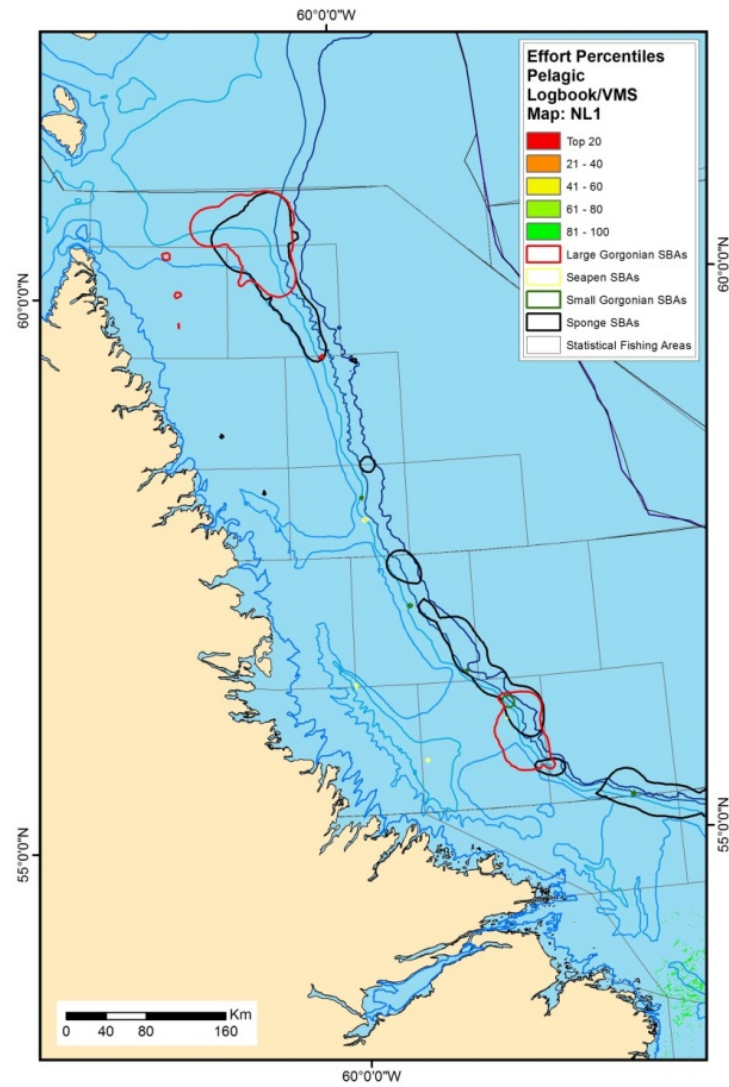 60°0'0"W
Effort Percentiles
Pelagic
Logbook/VMS
Map: NL1
Top 20
21 - 40
41 - 60
61 - 80
81 - 100
Large Gorgonian SBAs
Seapen SBAs
Small Gorgonian SBAs
Sponge SBAs
Statistical Fishing Areas
60°0'0"N
60°0'0"N
55°0'0"N
55°0'0"N
Km
0 40 80 160
60°0'0"W